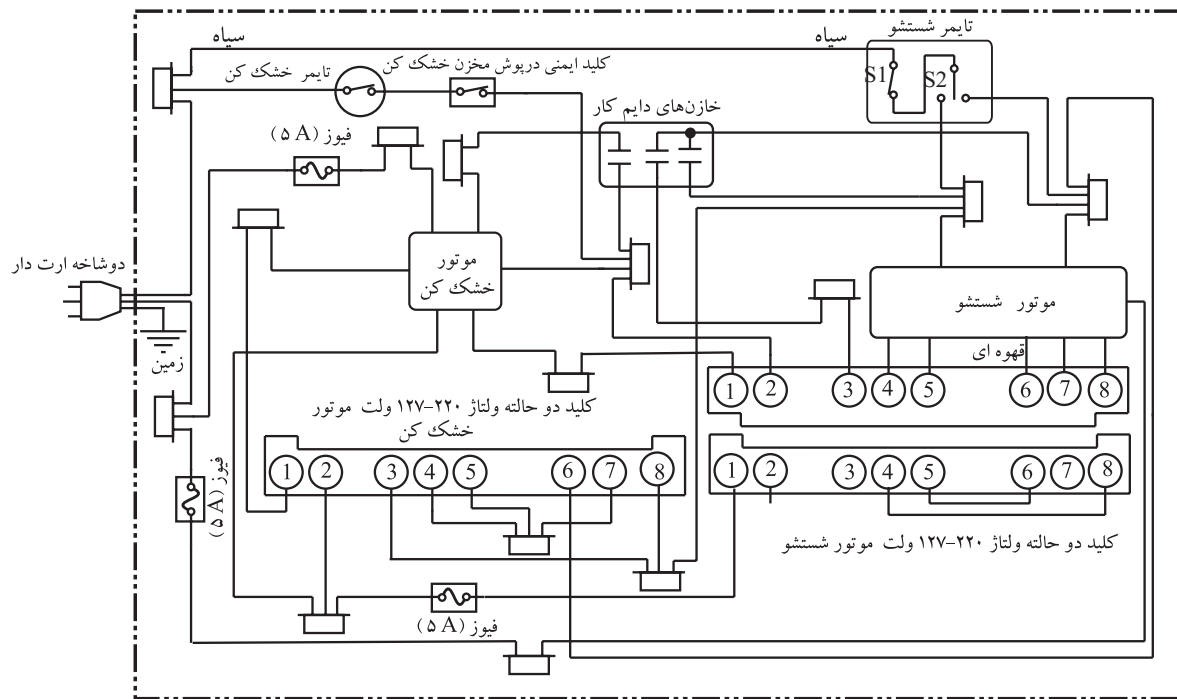 تایمر شستشو
سیاه
سیاه
S1
S2
کلید ایمنی درپوش مخزن خشک کن
تایمر خشک کن
خازن‌های دایم کار
فیوز (۵ A)
موتور
خشک کن
دوشاخه ارت دار
زمین
موتور شستشو
قهوه ای
1 2 3 4 5 6 7 8
کلید دو حالته ولتاژ ۲۲۰-۱۲۷ ولت موتور
خشک کن
1 2 3 4 5 6 7 8
1 2 3 4 5 6 7 8
فیوز (۵ A)
کلید دو حالته ولتاژ ۲۲۰-۱۲۷ ولت موتور شستشو
فیوز (۵ A)